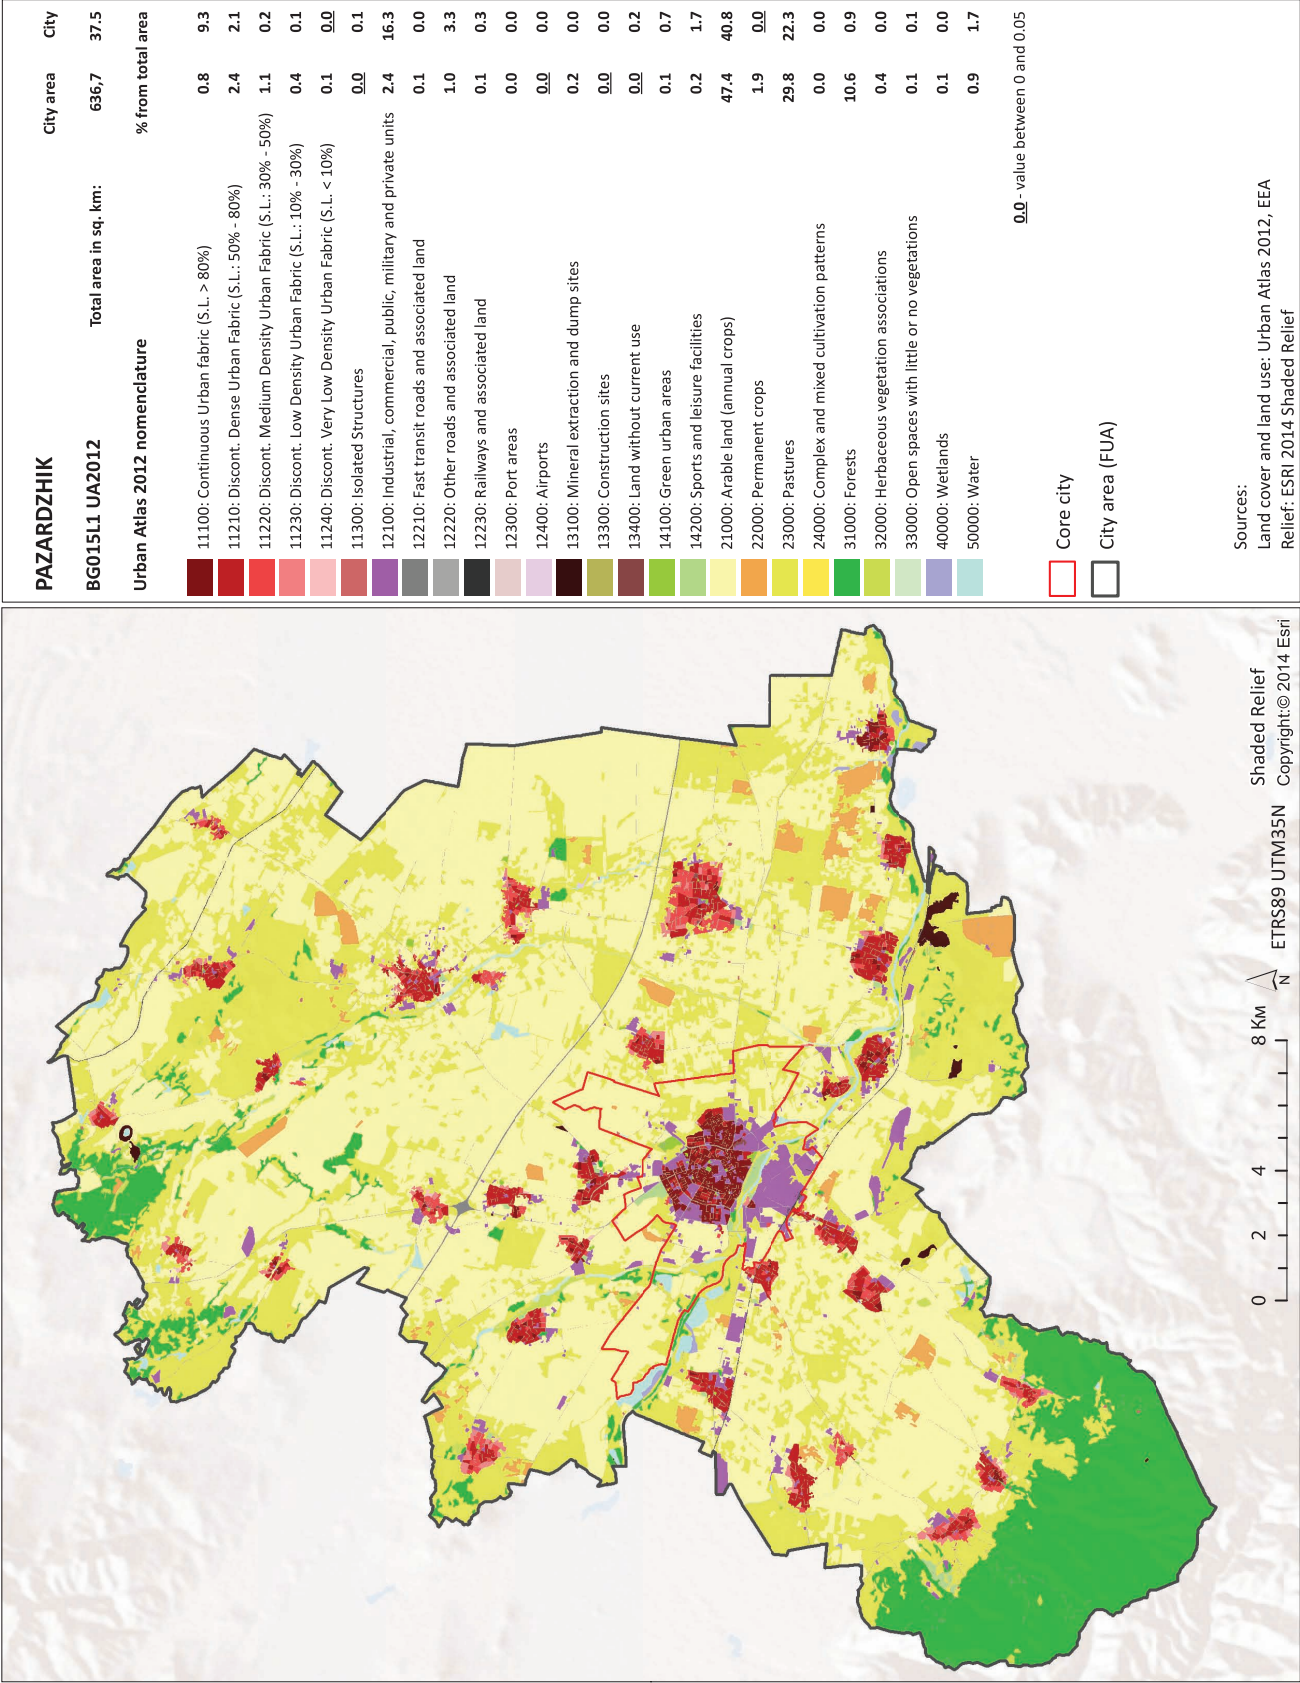 PAZARDZHIK City area City
BG015L1 UA2012 Total area in sq. km: 636,7 37.5
Urban Atlas 2012 nomenclature % from total area
11100: Continuous Urban fabric (S.L. > 80%) 0.8 9.3
11210: Discont. Dense Urban Fabric (S.L.: 50% - 80%) 2.4 2.1
11220: Discont. Medium Density Urban Fabric (S.L.: 30% - 50%) 1.1 0.2
11230: Discont. Low Density Urban Fabric (S.L.: 10% - 30%) 0.4 0.1
11240: Discont. Very Low Density Urban Fabric (S.L. < 10%) 0.1 0.0
11300: Isolated Structures 0.0 0.1
12100: Industrial, commercial, public, military and private units 2.4 16.3
12210: Fast transit roads and associated land 0.1 0.0
12220: Other roads and associated land 1.0 3.3
12230: Railways and associated land 0.1 0.3
12300: Port areas 0.0 0.0
12400: Airports 0.0 0.0
13100: Mineral extraction and dump sites 0.2 0.0
13300: Construction sites 0.0 0.0
13400: Land without current use 0.0 0.2
14100: Green urban areas 0.1 0.7
14200: Sports and leisure facilities 0.2 1.7
21000: Arable land (annual crops) 47.4 40.8
22000: Permanent crops 1.9 0.0
23000: Pastures 29.8 22.3
24000: Complex and mixed cultivation patterns 0.0 0.0
31000: Forests 10.6 0.9
32000: Herbaceous vegetation associations 0.4 0.0
33000: Open spaces with little or no vegetations 0.1 0.1
40000: Wetlands 0.1 0.0
50000: Water 0.9 1.7
0.0 - value between 0 and 0.05
Core city
City area (FUA)
Sources:
Land cover and land use: Urban Atlas 2012, EEA
Relief: ESRI 2014 Shaded Relief
0 2 4 8 Км
N
ETRS89 UTM35N
Shaded Relief
Copyright:© 2014 Esri